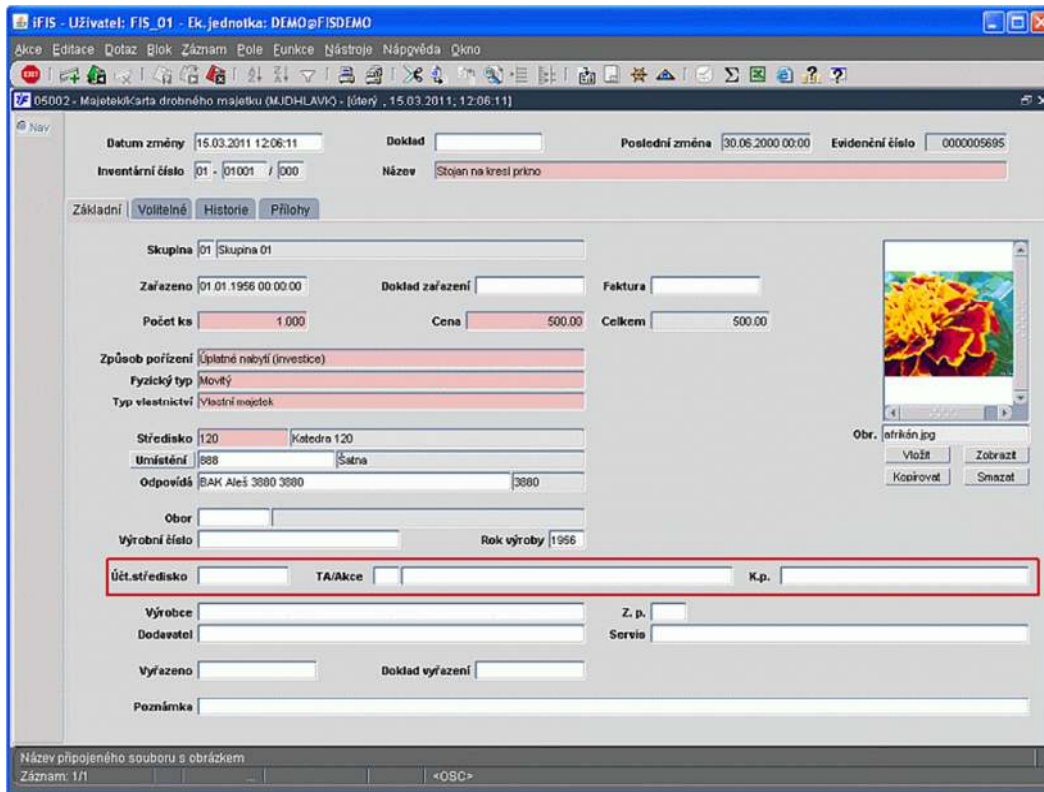 iFIS - Uživatel: FIS_01 - Ek.jednotka: DEMO@FISDEMO
Akce Editace Dotaz Blok Záznam Pole Funkce Nástroje Nápověda Okno
05002 - Majetek/Karta drobného majetku (MJDHLAVK) - [úterý , 15.03.2011; 12:06:11]
Nav
Datum změny 15.03.2011 12:06:11 Doklad Poslední změna 30.06.2000 00:00 Evidenční číslo 0000005695
Inventární číslo 01 - 01001 / 000 Název Stojan na kresl prkno
Základní Volitelné Historie Přílohy
Skupina 01 Skupina 01
Zařazeno 01.01.1956 00:00:00 Doklad zařazení Faktura
Počet ks 1.000 Cena 500.00 Celkem 500.00
Způsob pořízení Úplatné nabytí (investice)
Fyzický typ Movitý
Typ vlastnictví Vlastní majetek
Středisko 120 Katedra 120
Obr. afrikán.jpg
Umístění 888 Šatna
Vložit Zobrazit
Odpovídá BAK Aleš 3880 3880 3880
Kopírovat Smazat
Obor
Výrobní číslo Rok výroby 1956
Účt.středisko TA/Akce K.p.
Výrobce Z. p.
Dodavatel Servis
Vyřazeno Doklad vyřazení
Poznámka
Název připojeného souboru s obrázkem
Záznam: 1/1 ... <OSC>